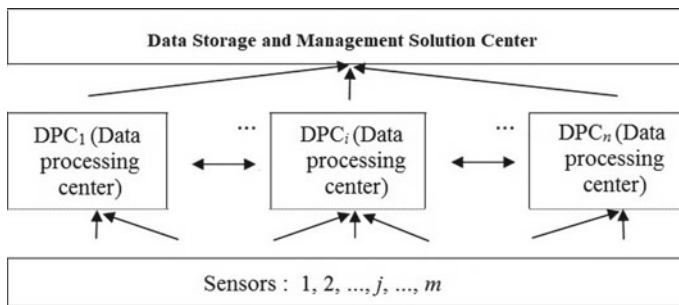 Data Storage and Management Solution Center
... ...
DPC₁ (Data
processing
center)
DPCᵢ (Data
processing
center)
DPCₙ (Data
processing
center)
Sensors : 1, 2, ..., j, ..., m